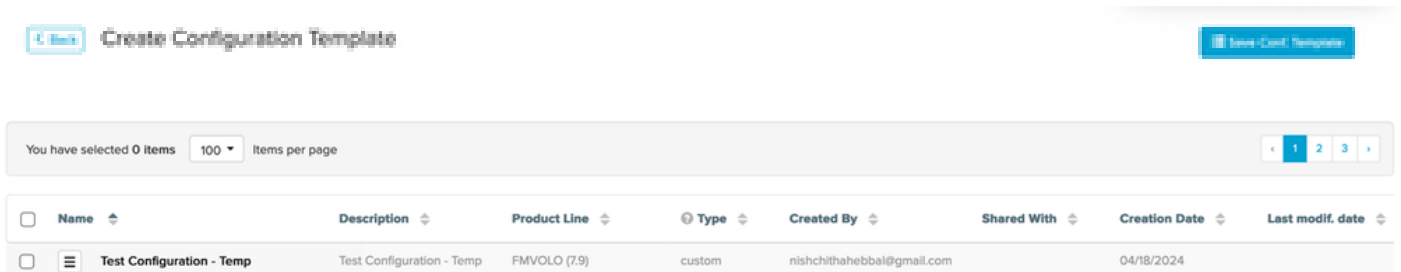 Back Create Configuration Template Save Conf. Template
You have selected 0 items 100 Items per page 1 2 3
Name Description Product Line Type Created By Shared With Creation Date Last modif. date
Test Configuration - Temp Test Configuration - Temp FMVOLO (7.9) custom nishchithahebbal@gmail.com 04/18/2024